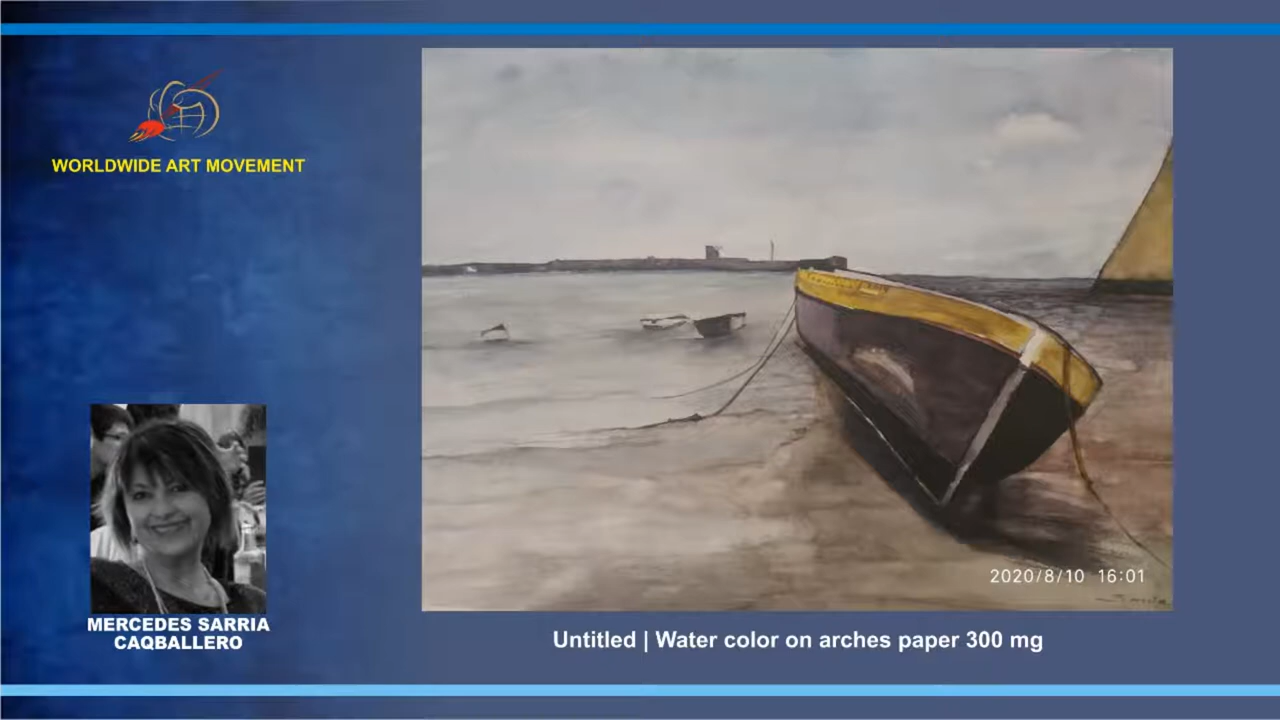 WORLDWIDE ART MOVEMENT
MERCEDES SARRIA
CAQBALLERO
2020/8/10 16:01
Untitled | Water color on arches paper 300 mg